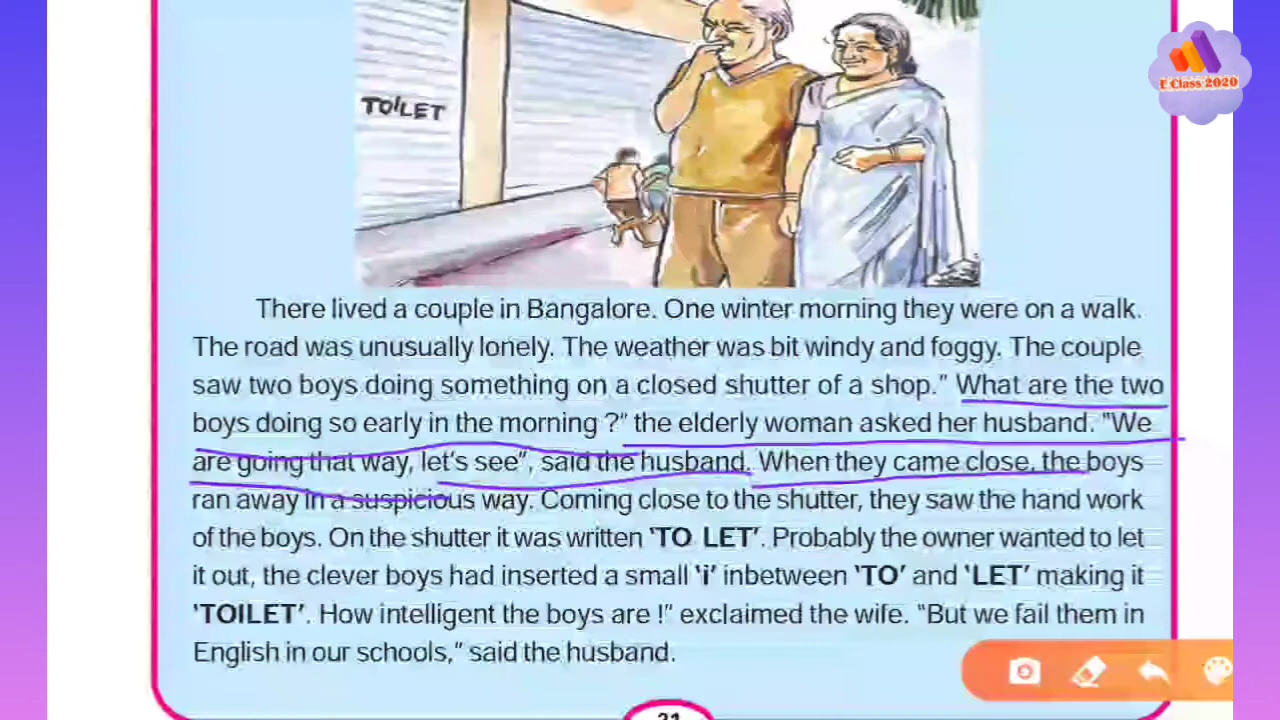 E Class 2020
TOiLET
There lived a couple in Bangalore. One winter morning they were on a walk.
The road was unusually lonely. The weather was bit windy and foggy. The couple
saw two boys doing something on a closed shutter of a shop.” What are the two
boys doing so early in the morning ?” the elderly woman asked her husband. “We
are going that way, let's see”, said the husband. When they came close, the boys
ran away in a suspicious way. Coming close to the shutter, they saw the hand work
of the boys. On the shutter it was written ‘TO LET’. Probably the owner wanted to let
it out, the clever boys had inserted a small ‘i’ inbetween ‘TO’ and ‘LET’ making it
‘TOILET’. How intelligent the boys are !” exclaimed the wife. “But we fail them in
English in our schools,” said the husband.
31